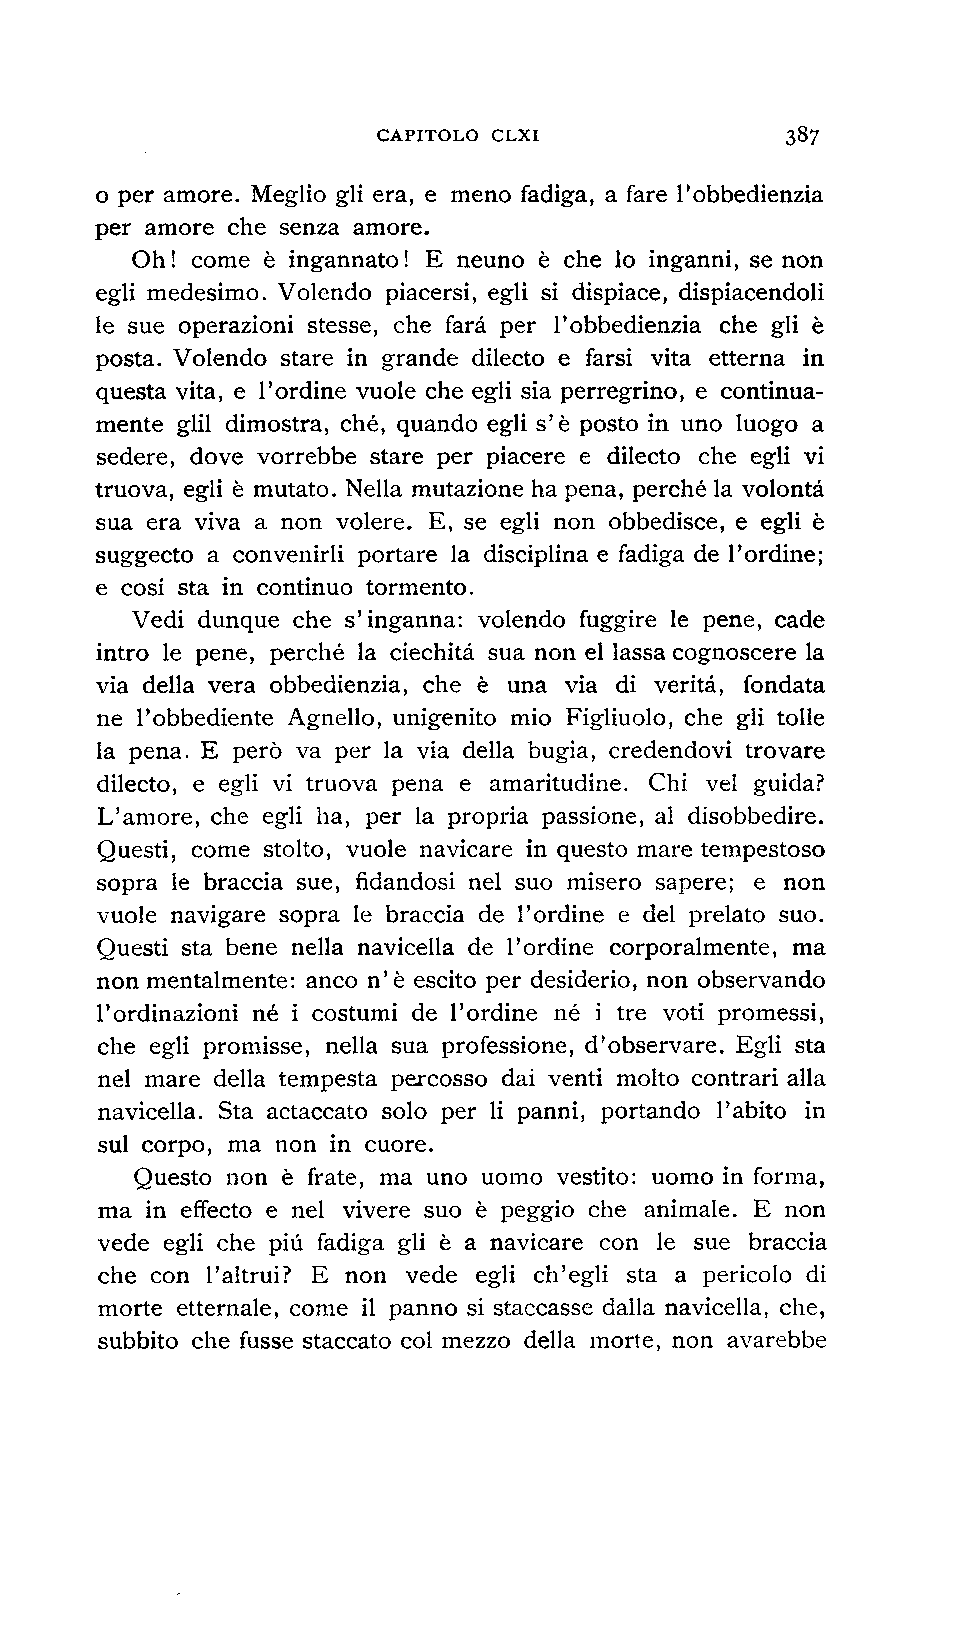 CAPITOLO CLXI 387
o per amore. Meglio gli era, e meno fadiga, a fare l'obbedienzia
per amore che senza amore.
Oh! come è ingannato! E neuno è che lo inganni, se non
egli medesimo. Volendo piacersi, egli si dispiace, dispiacendoli
le sue operazioni stesse, che fará per l'obbedienzia che gli è
posta. Volendo stare in grande dilecto e farsi vita etterna in
questa vita, e l'ordine vuole che egli sia perregrino, e continua-
mente glil dimostra, ché, quando egli s'è posto in uno luogo a
sedere, dove vorrebbe stare per piacere e dilecto che egli vi
truova, egli è mutato. Nella mutazione ha pena, perché la volontá
sua era viva a non volere. E, se egli non obbedisce, e egli è
suggecto a convenirli portare la disciplina e fadiga de l'ordine;
e cosí sta in continuo tormento.
Vedi dunque che s'inganna: volendo fuggire le pene, cade
intro le pene, perché la ciechitá sua non el lassa cognoscere la
via della vera obbedienzia, che è una via di veritá, fondata
ne l'obbediente Agnello, unigenito mio Figliuolo, che gli tolle
la pena. E però va per la via della bugia, credendovi trovare
dilecto, e egli vi truova pena e amaritudine. Chi vel guida?
L'amore, che egli ha, per la propria passione, al disobbedire.
Questi, come stolto, vuole navicare in questo mare tempestoso
sopra le braccia sue, fidandosi nel suo misero sapere; e non
vuole navigare sopra le braccia de l'ordine e del prelato suo.
Questi sta bene nella navicella de l'ordine corporalmente, ma
non mentalmente: anco n'è escito per desiderio, non observando
l'ordinazioni né i costumi de l'ordine né i tre voti promessi,
che egli promisse, nella sua professione, d'observare. Egli sta
nel mare della tempesta percosso dai venti molto contrari alla
navicella. Sta actaccato solo per li panni, portando l'abito in
sul corpo, ma non in cuore.
Questo non è frate, ma uno uomo vestito: uomo in forma,
ma in effecto e nel vivere suo è peggio che animale. E non
vede egli che piú fadiga gli è a navicare con le sue braccia
che con l'altrui? E non vede egli ch'egli sta a pericolo di
morte etternale, come il panno si staccasse dalla navicella, che,
subbito che fusse staccato col mezzo della morte, non avarebbe